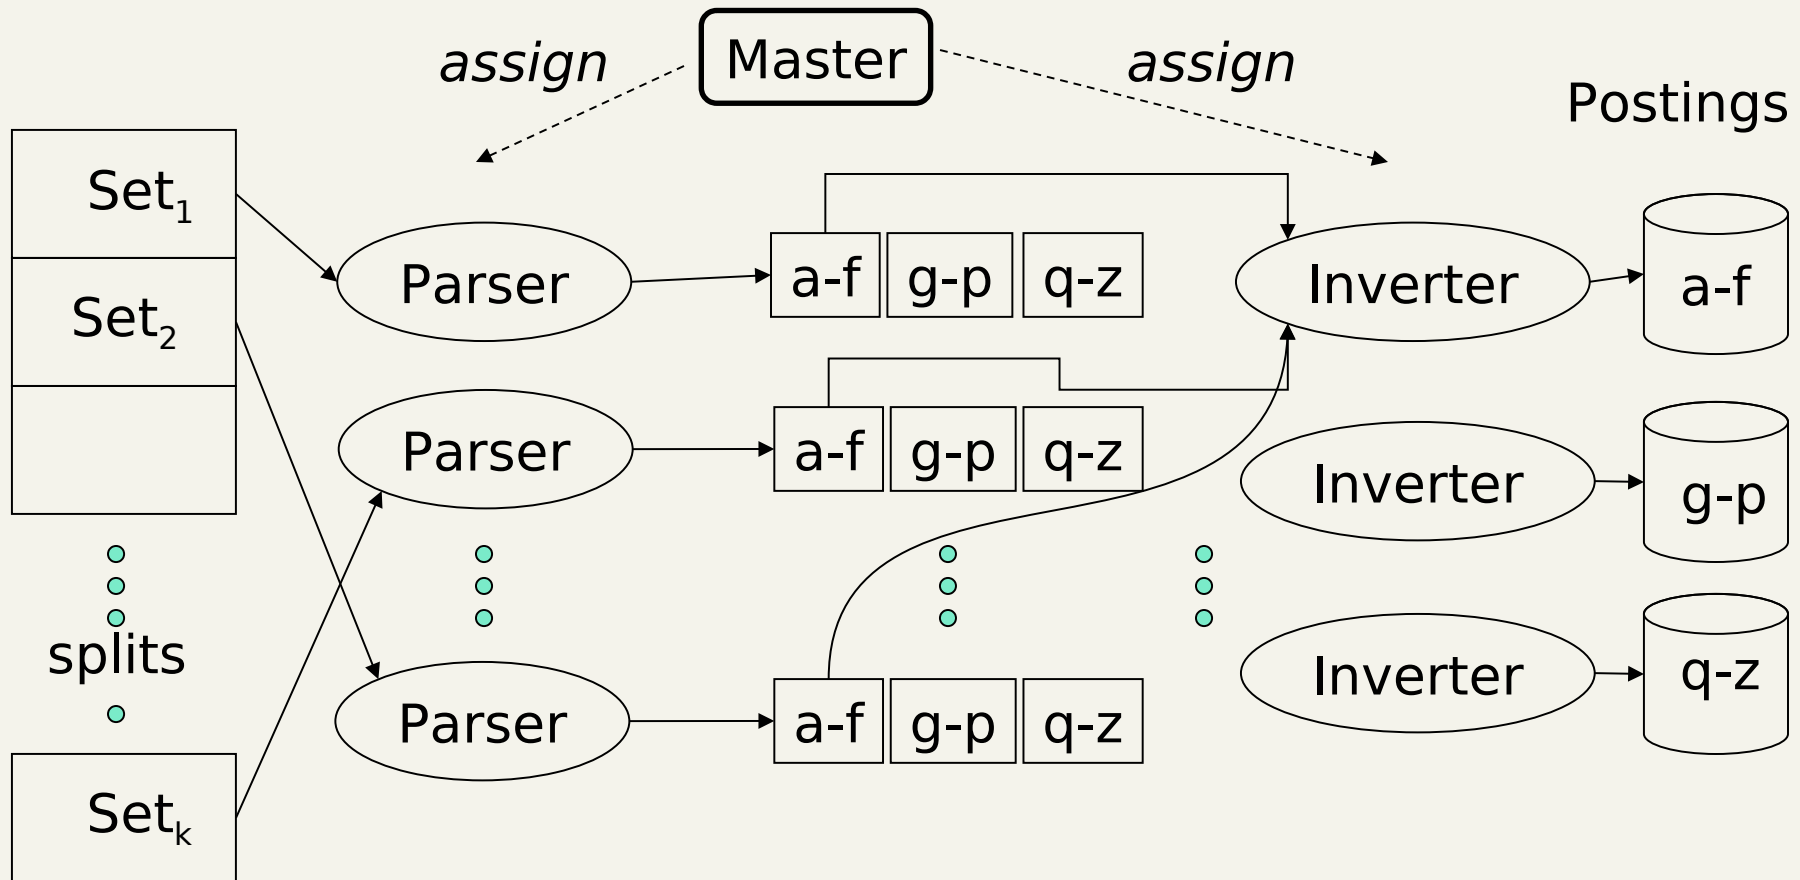 assign
Master
assign
Postings
Set1
Parser
a-f
g-p
q-z
Inverter
a-f
Set2
Parser
a-f
g-p
q-z
Inverter
g-p
splits
Parser
a-f
g-p
q-z
Inverter
q-z
Setk